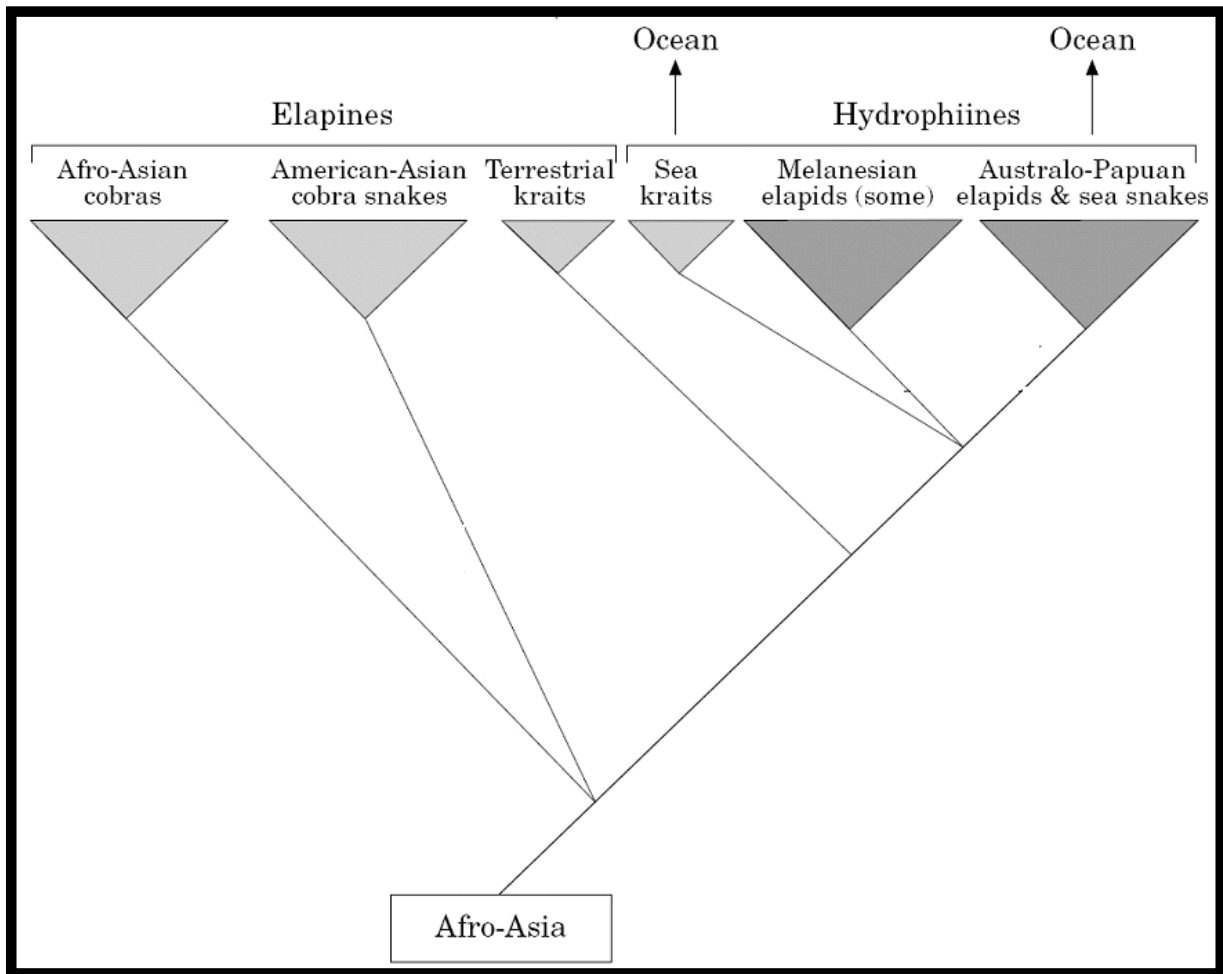 Ocean
Ocean
Elapines
Hydrophiines
Afro-Asian
cobras
American-Asian
cobra snakes
Terrestrial
kraits
Sea
kraits
Melanesian
elapids (some)
Australo-Papuan
elapids & sea snakes
Afro-Asia